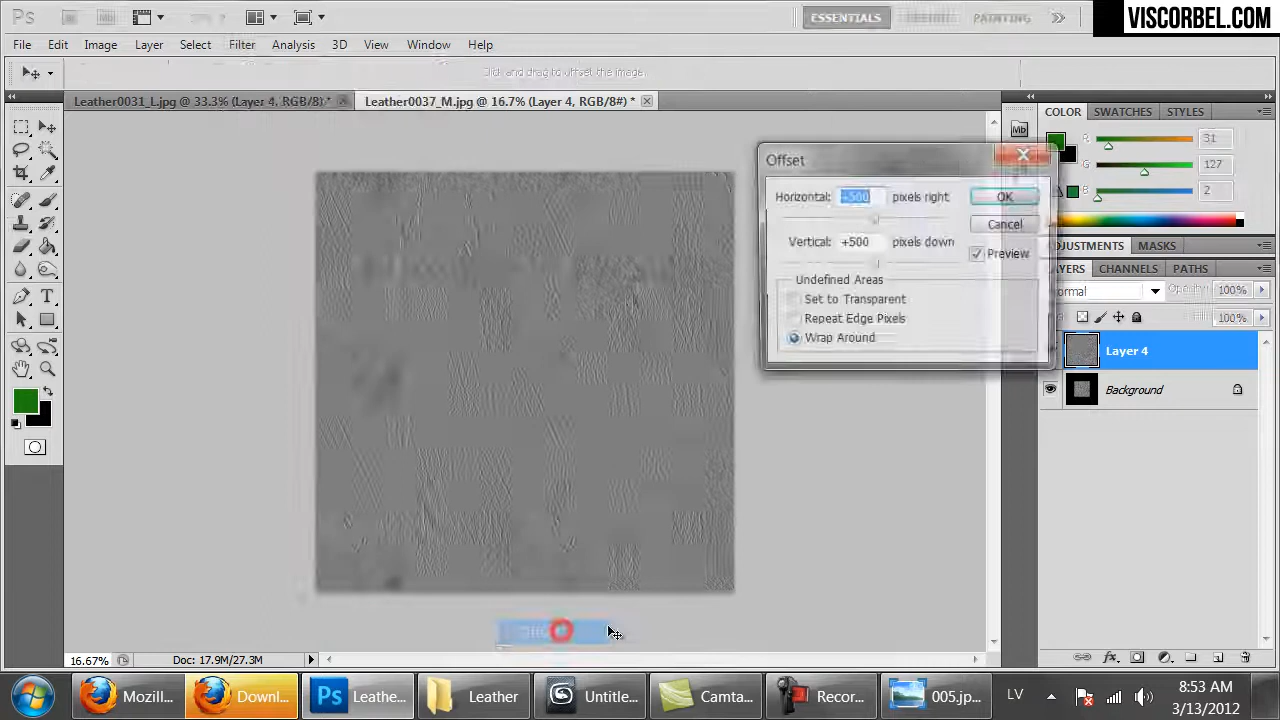 Ps
ESSENTIALS
PAINTING
VISCORBEL.COM
File Edit Image Layer Select Filter Analysis 3D View Window Help
Click and drag to offset the image.
Leather0031_L.jpg @ 33.3% (Layer 4, RGB/8) *
Leather0037_M.jpg @ 16.7% (Layer 4, RGB/8#) *
Offset
Horizontal: +500 pixels right
OK
Cancel
Vertical: +500 pixels down
Preview
Undefined Areas
Set to Transparent
Repeat Edge Pixels
Wrap Around
Mb
COLOR SWATCHES STYLES
R 31
G 127
B 2
ADJUSTMENTS MASKS
LAYERS CHANNELS PATHS
Normal Opacity: 100%
100%
Layer 4
Background
16.67% Doc: 17.9M/27.3M
Mozill...
Downl...
Ps Leathe...
Leather
Untitle...
Camta...
Recor...
005.jp...
LV
8:53 AM
3/13/2012